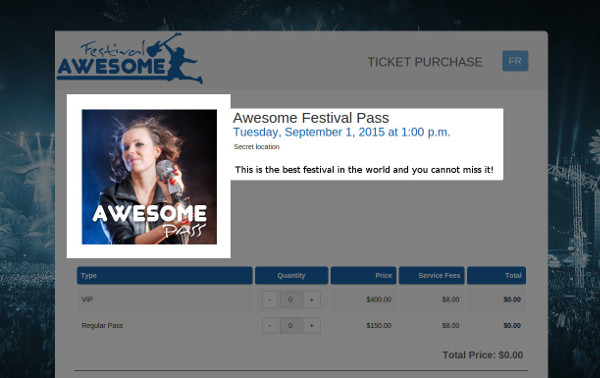 Festival
AWESOME
TICKET PURCHASE FR
Awesome Festival Pass
Tuesday, September 1, 2015 at 1:00 p.m.
Secret location
This is the best festival in the world and you cannot miss it!
AWESOME
PASS
Type Quantity Price Service Fees Total
VIP - 0 + $400.00 $8.00 $0.00
Regular Pass - 0 + $150.00 $8.00 $0.00
Total Price: $0.00